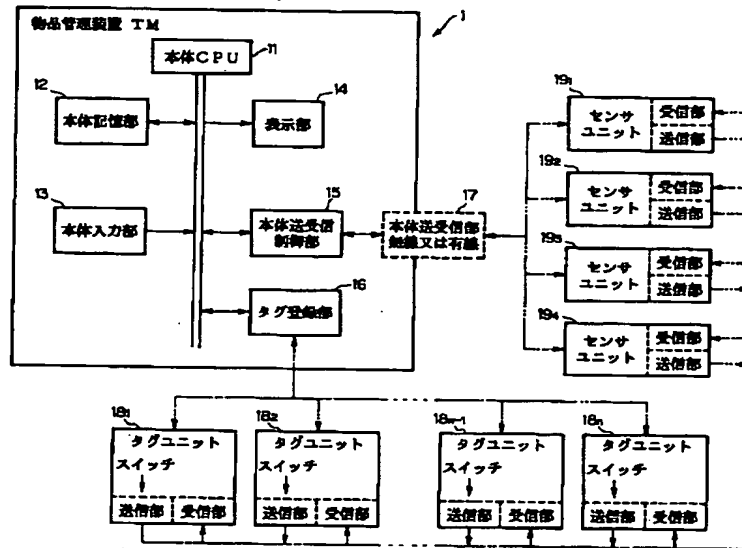 物品管理装置 TM
1
本体CPU
11
12
本体記憶部
14
表示部
13
本体入力部
15
本体送受信
制御部
17
本体送受信部
無線又は有線
16
タグ登録部
19₁
センサ
ユニット
受信部
送信部
19₂
センサ
ユニット
受信部
送信部
19₃
センサ
ユニット
受信部
送信部
19₄
センサ
ユニット
受信部
送信部
18₁
タグユニット
スイッチ
送信部
受信部
18₂
タグユニット
スイッチ
送信部
受信部
18ₙ₋₁
タグユニット
スイッチ
送信部
受信部
18ₙ
タグユニット
スイッチ
送信部
受信部